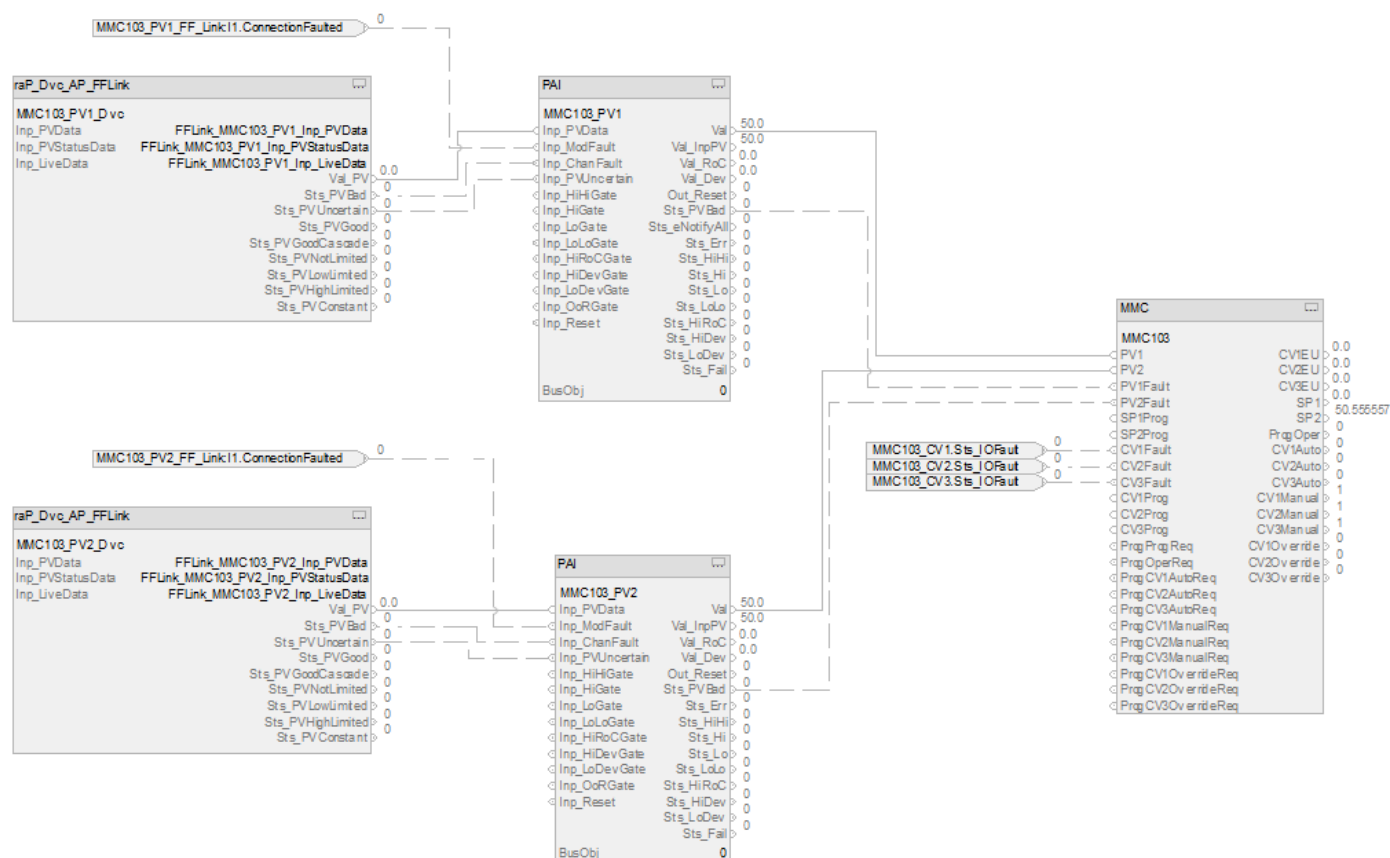 MMC103_PV1_FF_Link:I1.ConnectionFaulted 0
raP_Dvc_AP_FFLink
MMC103_PV1_Dvc
Inp_PVData FFLink_MMC103_PV1_Inp_PVData
Inp_PVStatusData FFLink_MMC103_PV1_Inp_PVStatusData
Inp_LiveData FFLink_MMC103_PV1_Inp_LiveData
Val_PV 0.0
Sts_PVBad 0
Sts_PVUncertain 0
Sts_PVGood 0
Sts_PVGoodCascade 0
Sts_PVNotLimited 0
Sts_PVLowLimited 0
Sts_PVHighLimited 0
Sts_PVConstant 0
PAI
MMC103_PV1
Inp_PVData Val 50.0
Inp_ModFault Val_InpPV 50.0
Inp_ChanFault Val_RoC 0.0
Inp_PVUncertain Val_Dev 0.0
Inp_HiHiGate Out_Reset 0
Inp_HiGate Sts_PVBad 0
Inp_LoGate Sts_eNotifyAll 0
Inp_LoLoGate Sts_Err 0
Inp_HiRoCGate Sts_HiHi 0
Inp_HiDevGate Sts_Hi 0
Inp_LoDevGate Sts_Lo 0
Inp_OoRGate Sts_LoLo 0
Inp_Reset Sts_HiRoC 0
Sts_HiDev 0
Sts_LoDev 0
Sts_Fail 0
BusObj 0
MMC103_PV2_FF_Link:I1.ConnectionFaulted 0
raP_Dvc_AP_FFLink
MMC103_PV2_Dvc
Inp_PVData FFLink_MMC103_PV2_Inp_PVData
Inp_PVStatusData FFLink_MMC103_PV2_Inp_PVStatusData
Inp_LiveData FFLink_MMC103_PV2_Inp_LiveData
Val_PV 0.0
Sts_PVBad 0
Sts_PVUncertain 0
Sts_PVGood 0
Sts_PVGoodCascade 0
Sts_PVNotLimited 0
Sts_PVLowLimited 0
Sts_PVHighLimited 0
Sts_PVConstant 0
PAI
MMC103_PV2
Inp_PVData Val 50.0
Inp_ModFault Val_InpPV 50.0
Inp_ChanFault Val_RoC 0.0
Inp_PVUncertain Val_Dev 0.0
Inp_HiHiGate Out_Reset 0
Inp_HiGate Sts_PVBad 0
Inp_LoGate Sts_Err 0
Inp_LoLoGate Sts_HiHi 0
Inp_HiRoCGate Sts_Hi 0
Inp_HiDevGate Sts_Lo 0
Inp_LoDevGate Sts_LoLo 0
Inp_OoRGate Sts_HiRoC 0
Inp_Reset Sts_HiDev 0
Sts_LoDev 0
Sts_Fail 0
BusObj 0
MMC103_CV1.Sts_IOFault 0
MMC103_CV2.Sts_IOFault 0
MMC103_CV3.Sts_IOFault 0
MMC
MMC103
PV1 CV1EU 0.0
PV2 CV2EU 0.0
PV1Fault CV3EU 0.0
PV2Fault SP1 0.0
SP1Prog SP2 50.555557
SP2Prog ProgOper 0
CV1Fault CV1Auto 0
CV2Fault CV2Auto 0
CV3Fault CV3Auto 0
CV1Prog CV1Manual 1
CV2Prog CV2Manual 1
CV3Prog CV3Manual 1
ProgProgReq CV1Override 0
ProgOperReq CV2Override 0
ProgCV1AutoReq CV3Override 0
ProgCV2AutoReq
ProgCV3AutoReq
ProgCV1ManualReq
ProgCV2ManualReq
ProgCV3ManualReq
ProgCV1OverrideReq
ProgCV2OverrideReq
ProgCV3OverrideReq